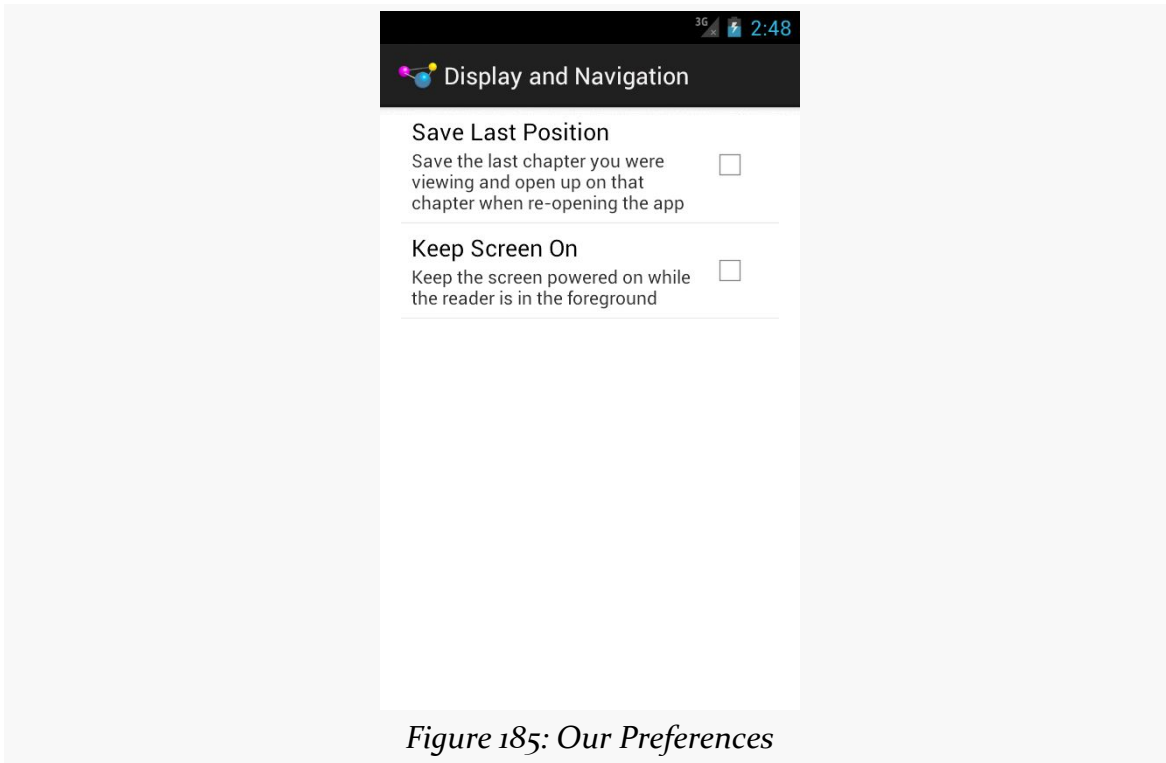 3G 2:48
Display and Navigation
Save Last Position
Save the last chapter you were
viewing and open up on that
chapter when re-opening the app
Keep Screen On
Keep the screen powered on while
the reader is in the foreground
Figure 185: Our Preferences